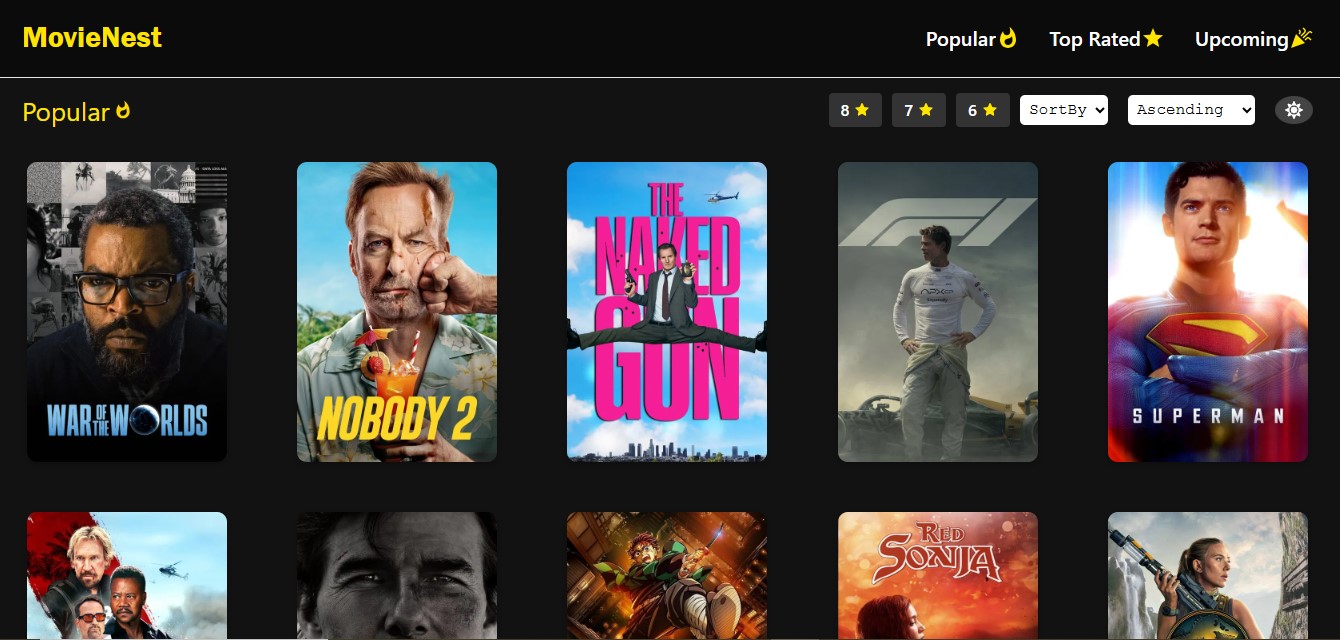 MovieNest
Popular
Top Rated
Upcoming
Popular
8
7
6
SortBy
Ascending
WAR OF THE WORLDS
NOBODY 2
THE
NAKED
GUN
F1
APXGP
SUPERMAN
RED
SONJA